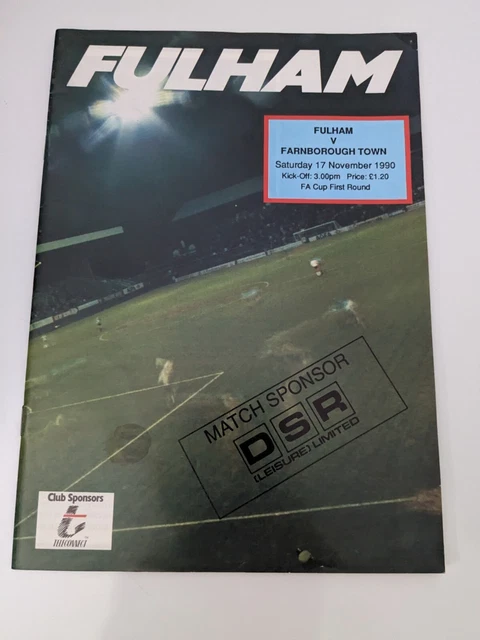 FULHAM
FULHAM
V
FARNBOROUGH TOWN
Saturday 17 November 1990
Kick-Off: 3.00pm Price: £1.20
FA Cup First Round
MATCH SPONSOR
DSR
(LEISURE) LIMITED
Club Sponsors
TELECONNECT